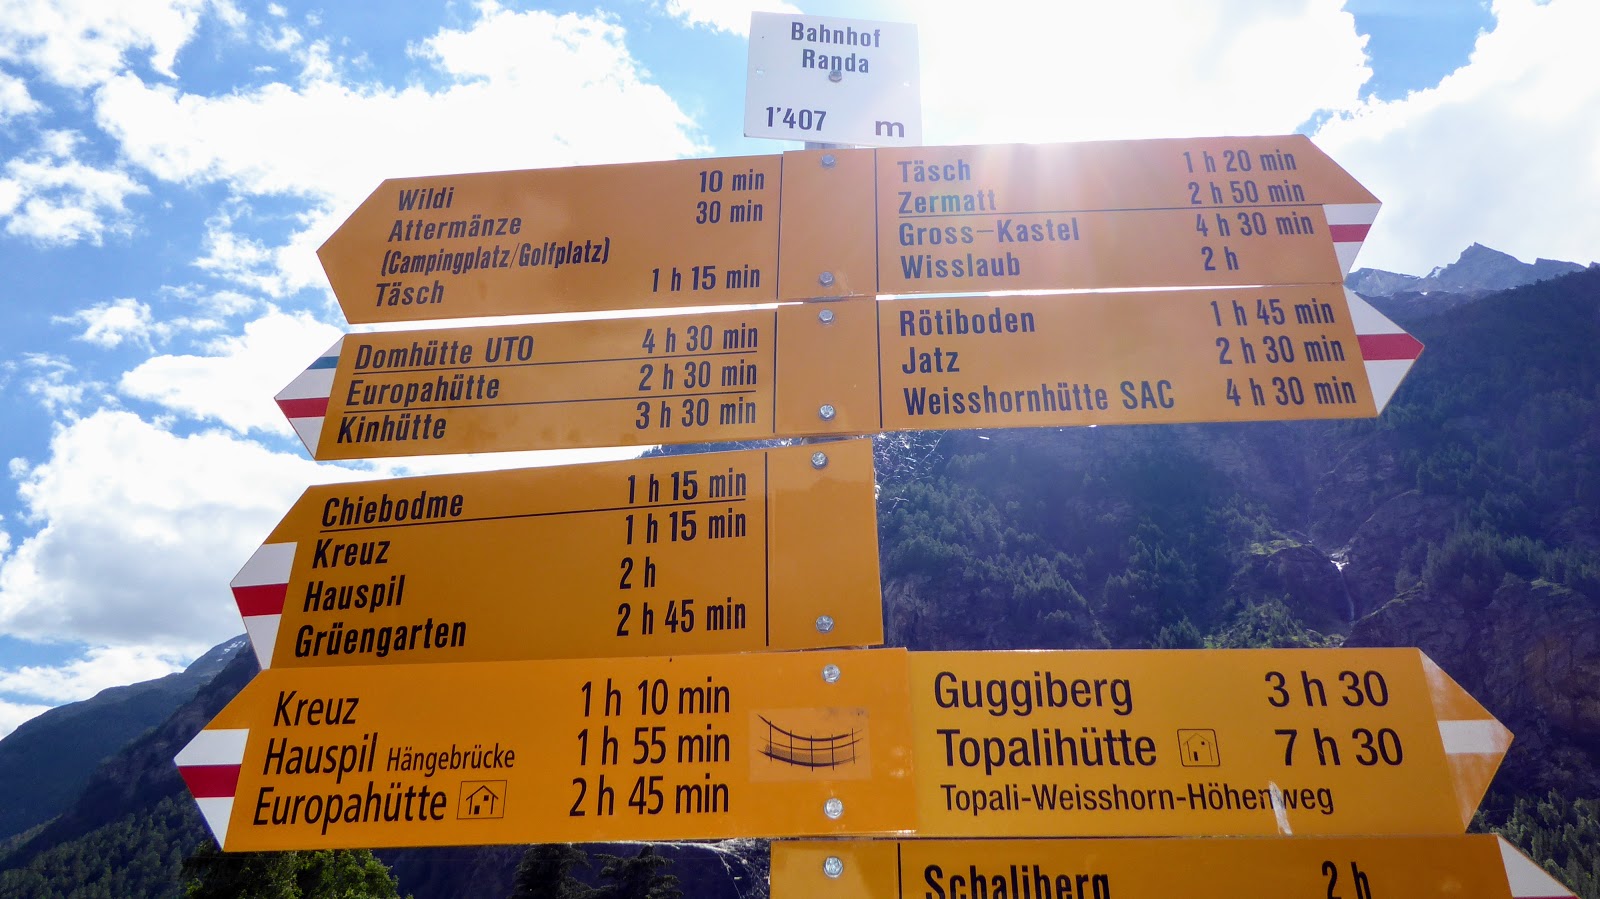 Bahnhof
Randa
1'407 m
Wildi 10 min
Attermänze 30 min
(Campingplatz/Golfplatz)
Täsch 1 h 15 min
Täsch 1 h 20 min
Zermatt 2 h 50 min
Gross-Kastel 4 h 30 min
Wisslaub 2 h
Domhütte UTO 4 h 30 min
Europahütte 2 h 30 min
Kinhütte 3 h 30 min
Rötiboden 1 h 45 min
Jatz 2 h 30 min
Weisshornhütte SAC 4 h 30 min
Chiebodme 1 h 15 min
Kreuz 1 h 15 min
Hauspil 2 h
Grüengarten 2 h 45 min
Kreuz 1 h 10 min
Hauspil Hängebrücke 1 h 55 min
Europahütte 2 h 45 min
Guggiberg 3 h 30
Topalihütte 7 h 30
Topali-Weisshorn-Höhenweg
Schaliberg 2 h